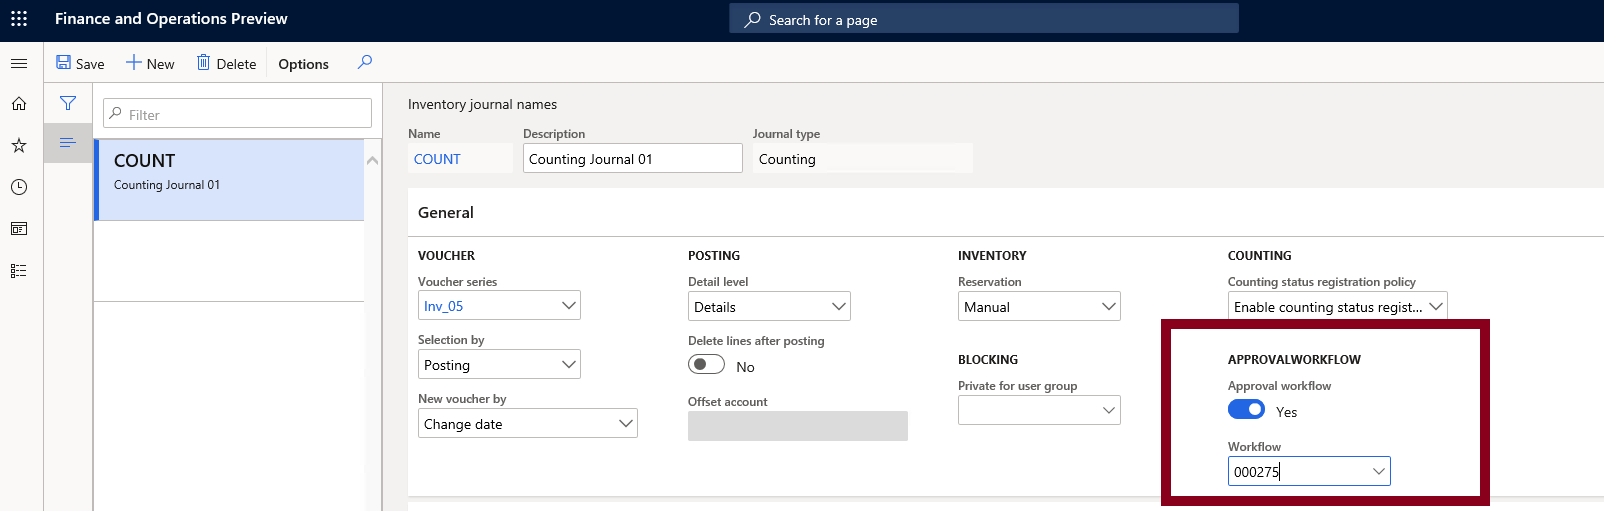 Finance and Operations Preview
Search for a page
Save
New
Delete
Options
Filter
COUNT
Counting Journal 01
Inventory journal names
Name
Description
Journal type
COUNT
Counting Journal 01
Counting
General
VOUCHER
Voucher series
Inv_05
Selection by
Posting
New voucher by
Change date
POSTING
Detail level
Details
Delete lines after posting
No
Offset account
INVENTORY
Reservation
Manual
BLOCKING
Private for user group
COUNTING
Counting status registration policy
Enable counting status regist...
APPROVALWORKFLOW
Approval workflow
Yes
Workflow
000275